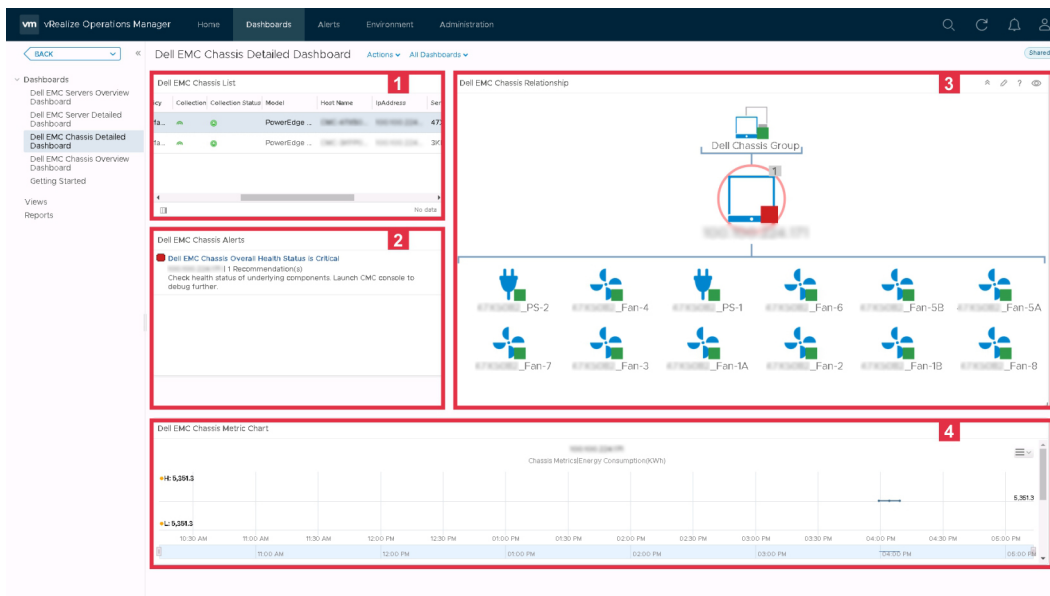 vm vRealize Operations Manager Home Dashboards Alerts Environment Administration
BACK
Dell EMC Chassis Detailed Dashboard Actions All Dashboards
Shared
Dashboards
Dell EMC Servers Overview
Dashboard
Dell EMC Server Detailed
Dashboard
Dell EMC Chassis Detailed
Dashboard
Dell EMC Chassis Overview
Dashboard
Getting Started
Views
Reports
Dell EMC Chassis List
1
icy Collection Collection Status Model Host Name IpAddress Ser
fa... PowerEdge ... 47
fa... PowerEdge ...
No data
Dell EMC Chassis Alerts
2
Dell EMC Chassis Overall Health Status is Critical
| 1 Recommendation(s)
Check health status of underlying components. Launch CMC console to
debug further.
Dell EMC Chassis Relationship
3
?
Dell Chassis Group
1
_PS-2 _Fan-4 _PS-1 _Fan-6 _Fan-5B _Fan-5A
_Fan-7 _Fan-3 _Fan-1A _Fan-2 _Fan-1B _Fan-8
Dell EMC Chassis Metric Chart
4
Chassis Metrics|Energy Consumption(KWh)
H: 5,351.3
5,351.3
L: 5,351.3
10:30 AM 11:00 AM 11:30 AM 12:00 PM 12:30 PM 01:00 PM 01:30 PM 02:00 PM 02:30 PM 03:00 PM 03:30 PM 04:00 PM 04:30 PM 05:00 PM
11:00 AM 12:00 PM 01:00 PM 02:00 PM 03:00 PM 04:00 PM 05:00 PM